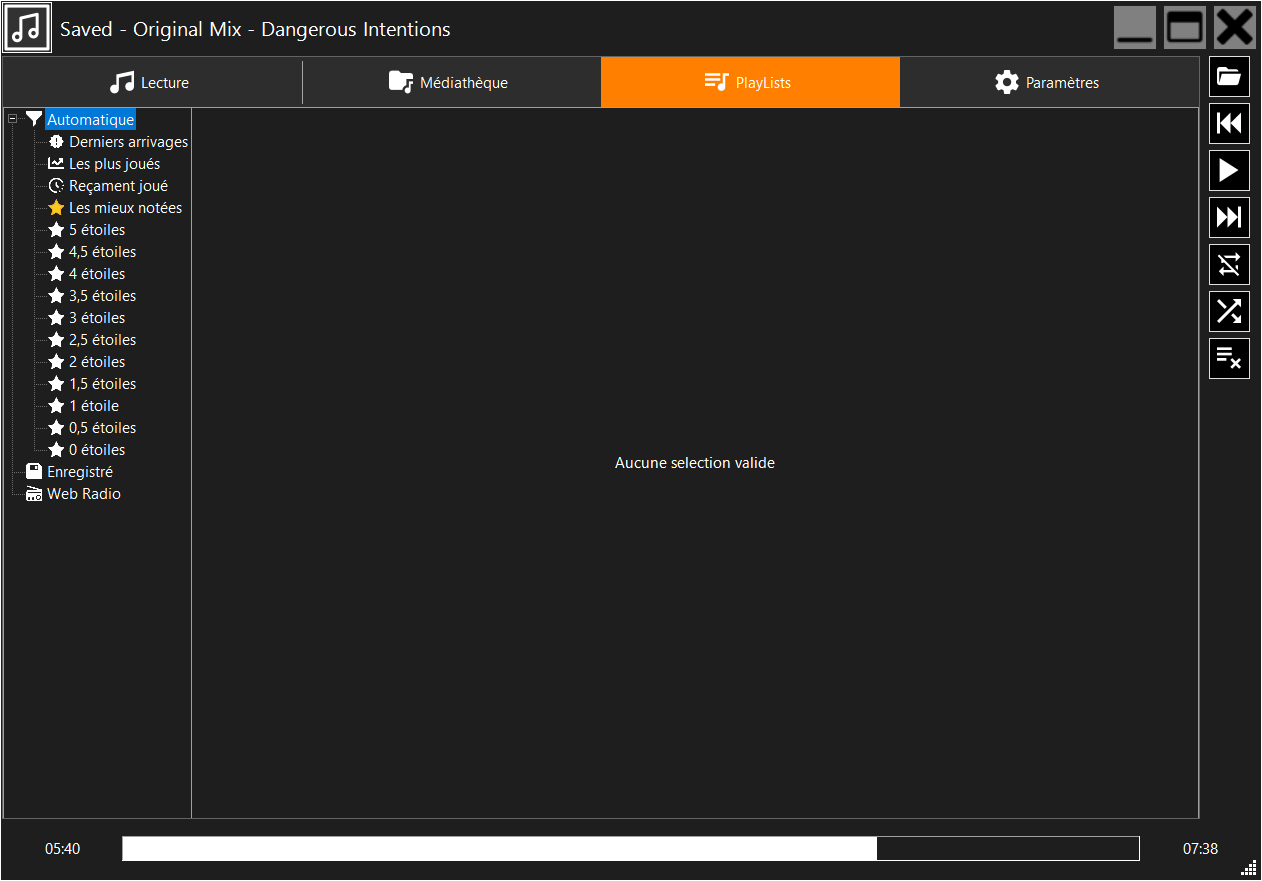 Saved - Original Mix - Dangerous Intentions
Lecture
Médiathèque
PlayLists
Paramètres
Automatique
Derniers arrivages
Les plus joués
Reçament joué
Les mieux notées
5 étoiles
4,5 étoiles
4 étoiles
3,5 étoiles
3 étoiles
2,5 étoiles
2 étoiles
1,5 étoiles
1 étoile
0,5 étoiles
0 étoiles
Enregistré
Web Radio
Aucune selection valide
05:40
07:38